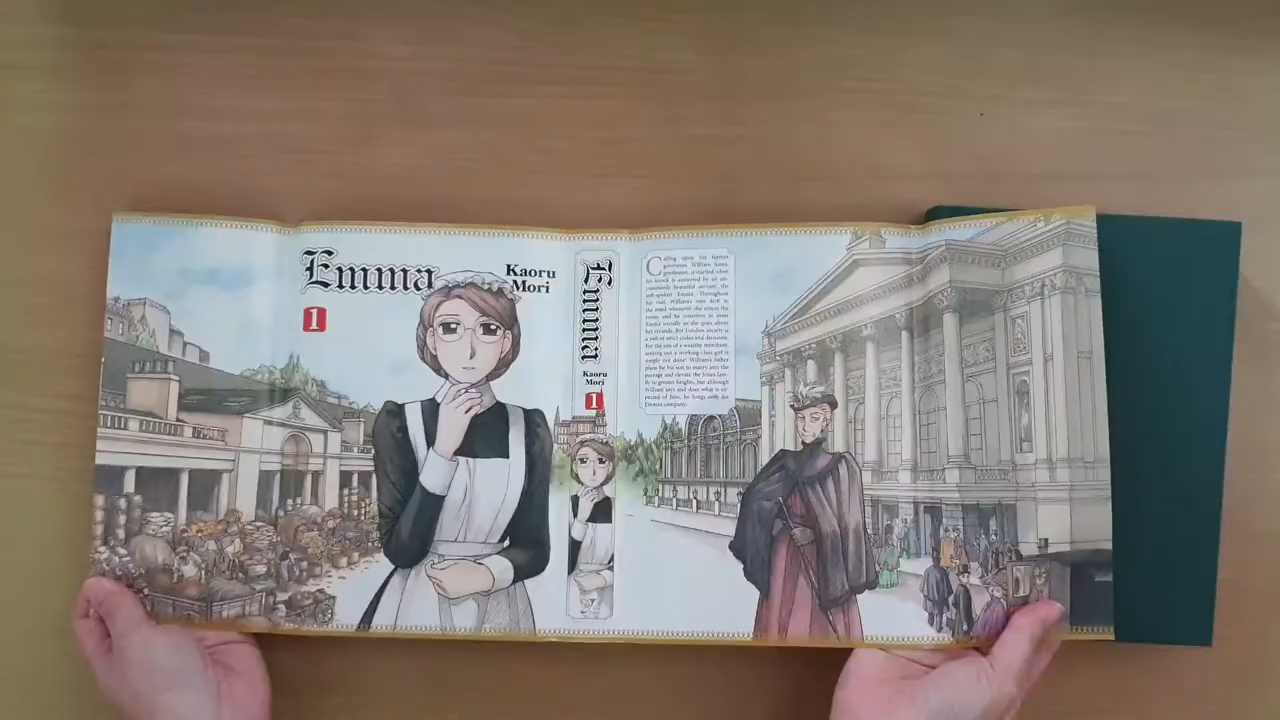 Emma
Kaoru
Mori
1
Emma
Kaoru
Mori
1
Calling upon his former
governess, William Jones,
gentleman, is startled when
his knock is answered by an un-
commonly beautiful servant, the
soft-spoken Emma. Throughout
his visit, William's eyes drift to
the maid whenever she enters the
room, and he contrives to meet
Emma socially as she goes about
her errands. But London society is
a web of strict codes and divisions.
For the son of a wealthy merchant,
seeking out a working class girl is
simply not done! William's father
plans for his son to marry into the
peerage and elevate the Jones fam-
ily to greater heights, but although
William says and does what is ex-
pected of him, he longs only for
Emma's company...